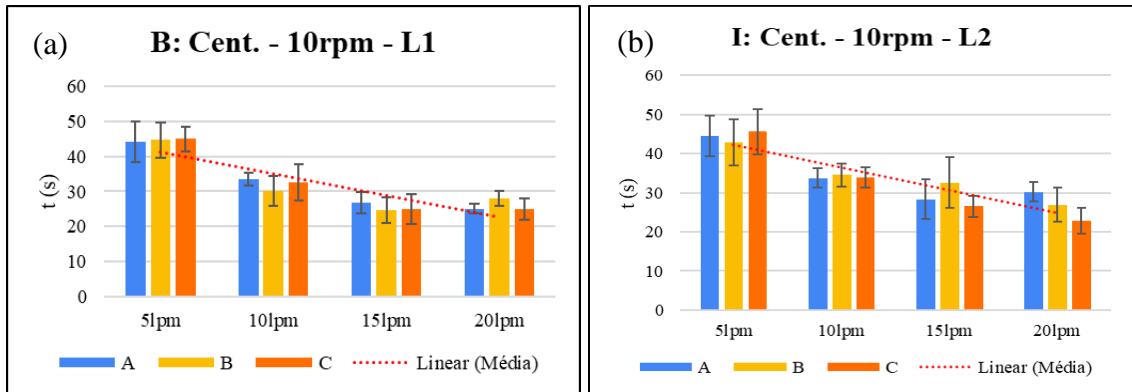 (a)
B: Cent. - 10rpm - L1
60
50
40
30
20
10
0
t (s)
5lpm 10lpm 15lpm 20lpm
A B C Linear (Média)
(b)
I: Cent. - 10rpm - L2
60
50
40
30
20
10
0
t (s)
5lpm 10lpm 15lpm 20lpm
A B C Linear (Média)